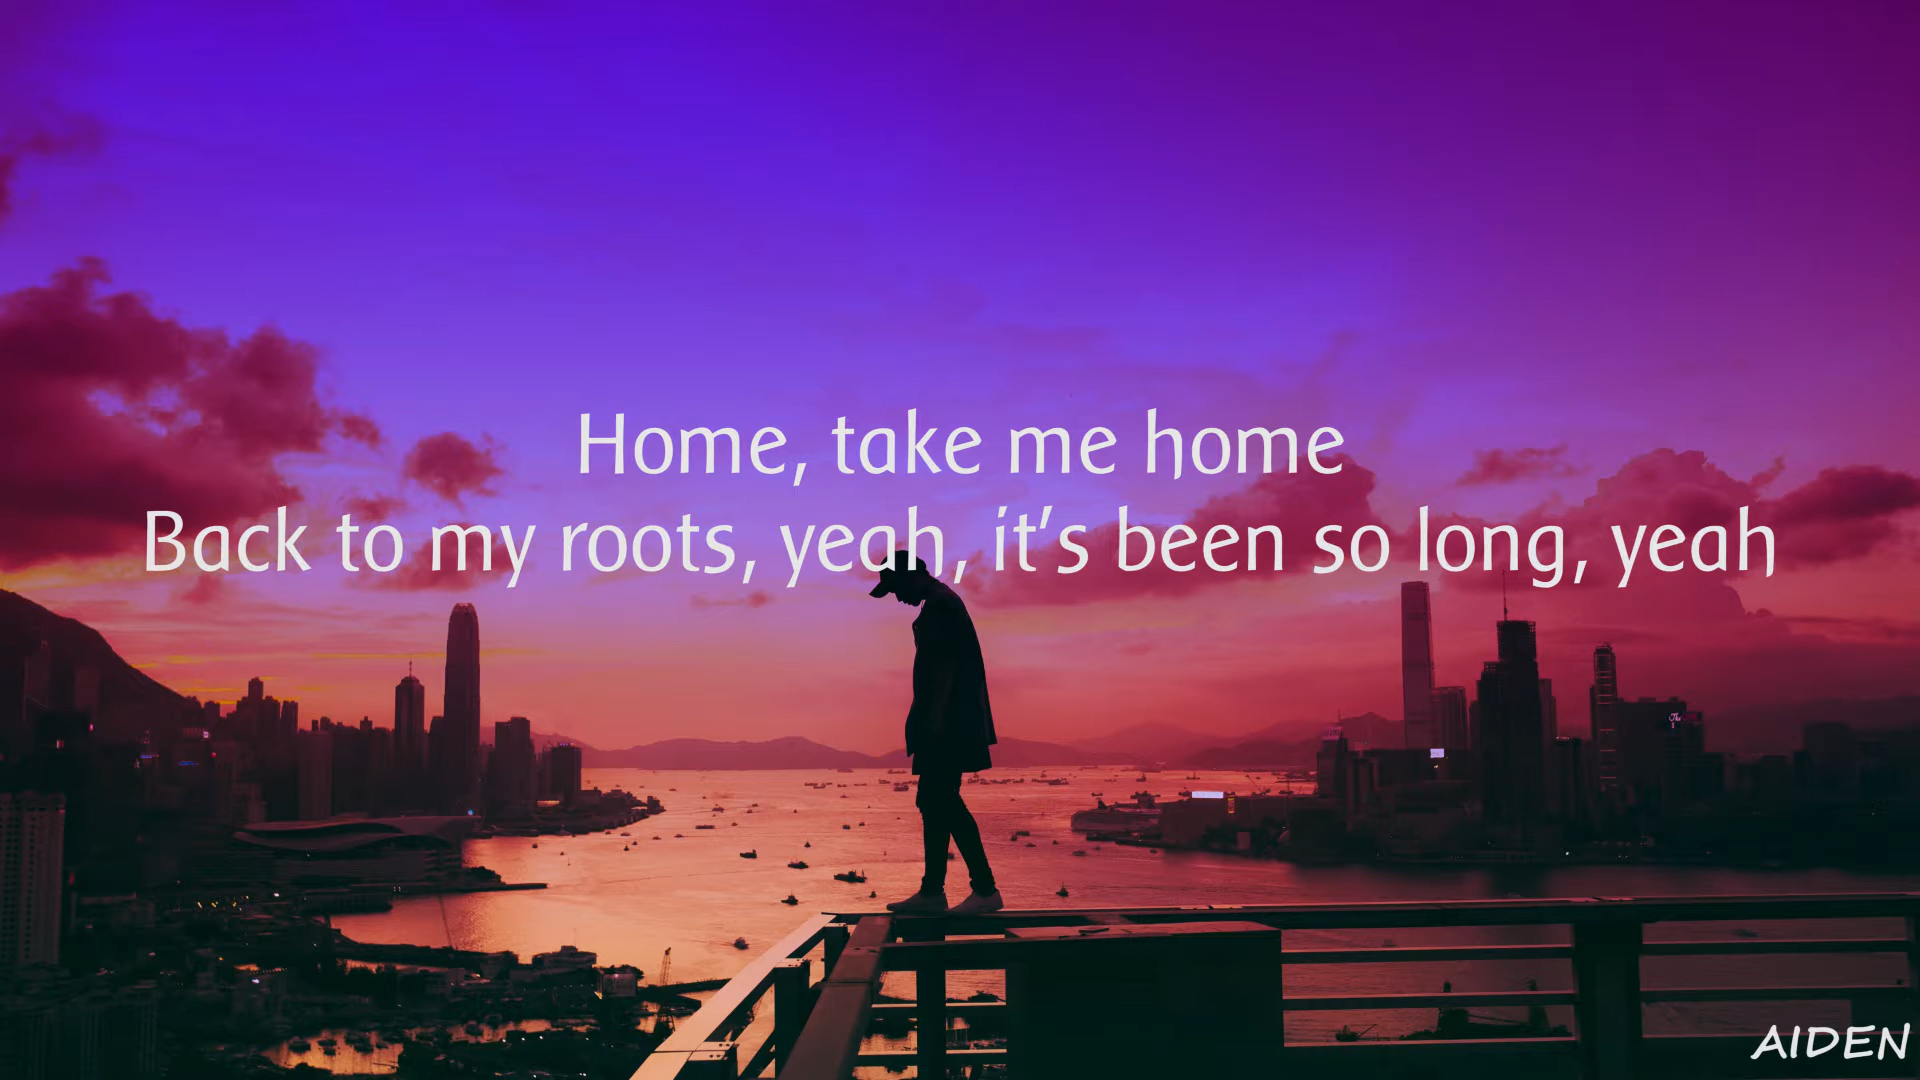 Home, take me home
Back to my roots, yeah, it's been so long, yeah
AIDEN